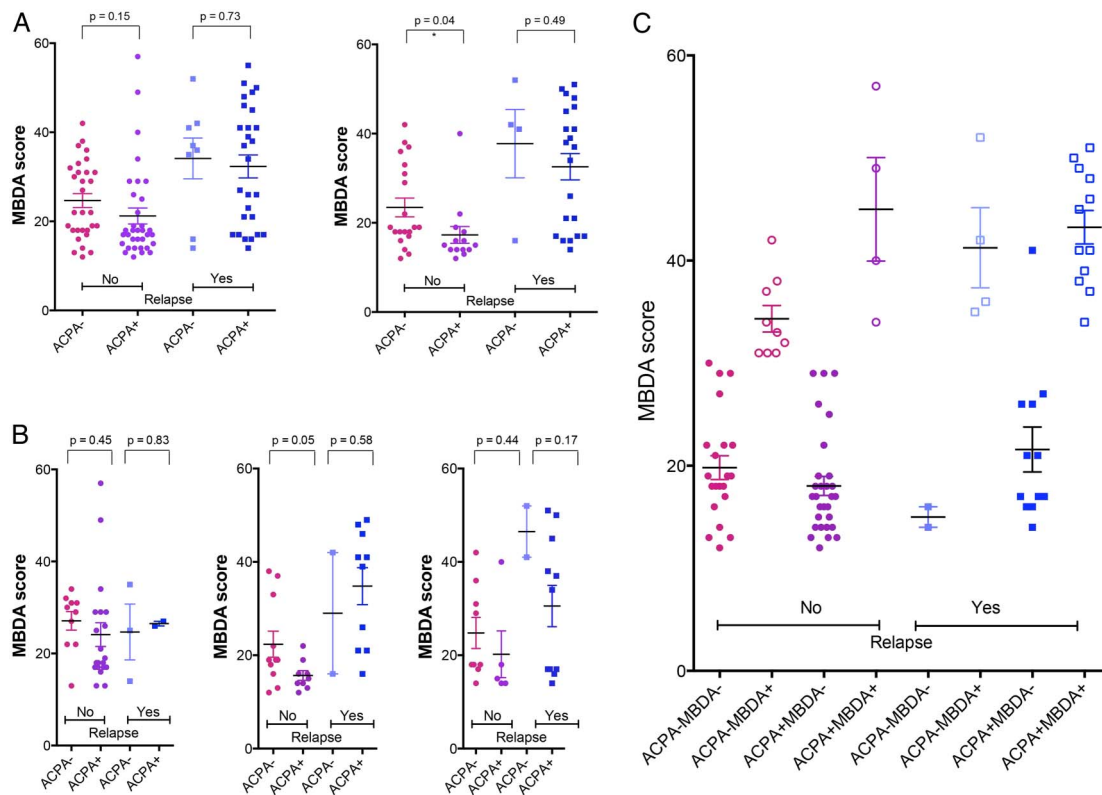 A
p = 0.15
p = 0.73
MBDA score
60
40
20
0
No
Yes
Relapse
ACPA-
ACPA+
ACPA-
ACPA+
p = 0.04
*
p = 0.49
MBDA score
60
40
20
0
No
Yes
Relapse
ACPA-
ACPA+
ACPA-
ACPA+
B
p = 0.45
p = 0.83
MBDA score
60
40
20
0
No
Yes
Relapse
ACPA-
ACPA+
ACPA-
ACPA+
p = 0.05
p = 0.58
MBDA score
60
40
20
0
No
Yes
Relapse
ACPA-
ACPA+
ACPA-
ACPA+
p = 0.44
p = 0.17
MBDA score
60
40
20
0
No
Yes
Relapse
ACPA-
ACPA+
ACPA-
ACPA+
C
MBDA score
60
40
20
0
No
Yes
Relapse
ACPA-MBDA-
ACPA-MBDA+
ACPA+MBDA-
ACPA+MBDA+
ACPA-MBDA-
ACPA-MBDA+
ACPA+MBDA-
ACPA+MBDA+